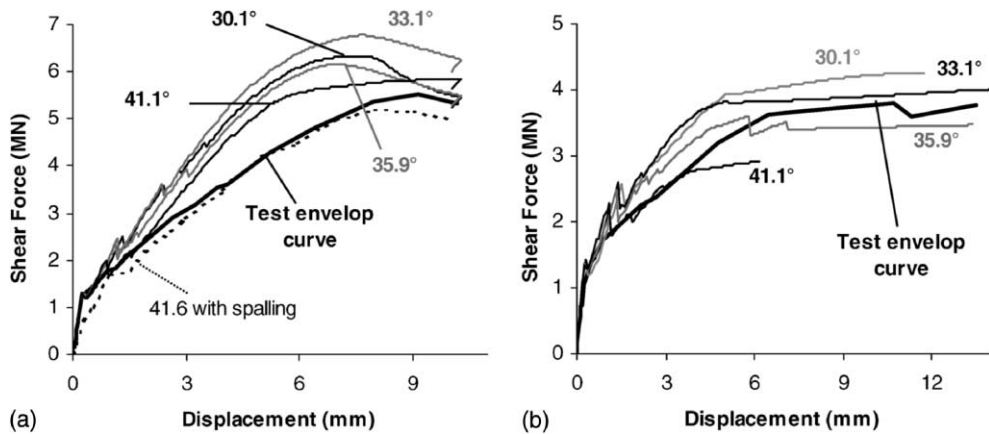 7
6
5
4
3
2
1
0
Shear Force (MN)
30.1°
33.1°
41.1°
35.9°
Test envelop
curve
41.6 with spalling
0
3
6
9
(a)
Displacement (mm)
5
4
3
2
1
0
Shear Force (MN)
30.1°
33.1°
35.9°
41.1°
Test envelop
curve
0
3
6
9
12
(b)
Displacement (mm)